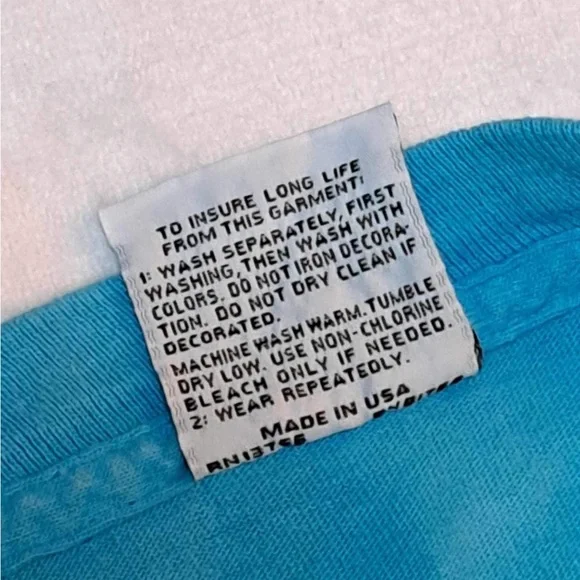 TO INSURE LONG LIFE
FROM THIS GARMENT:
1: WASH SEPARATELY, FIRST
WASHING, THEN WASH WITH
COLORS. DO NOT IRON DECORA-
TION. DO NOT DRY CLEAN IF
DECORATED.
MACHINE WASH WARM. TUMBLE
DRY LOW. USE NON-CHLORINE
BLEACH ONLY IF NEEDED.
2: WEAR REPEATEDLY.
MADE IN USA
RN13756